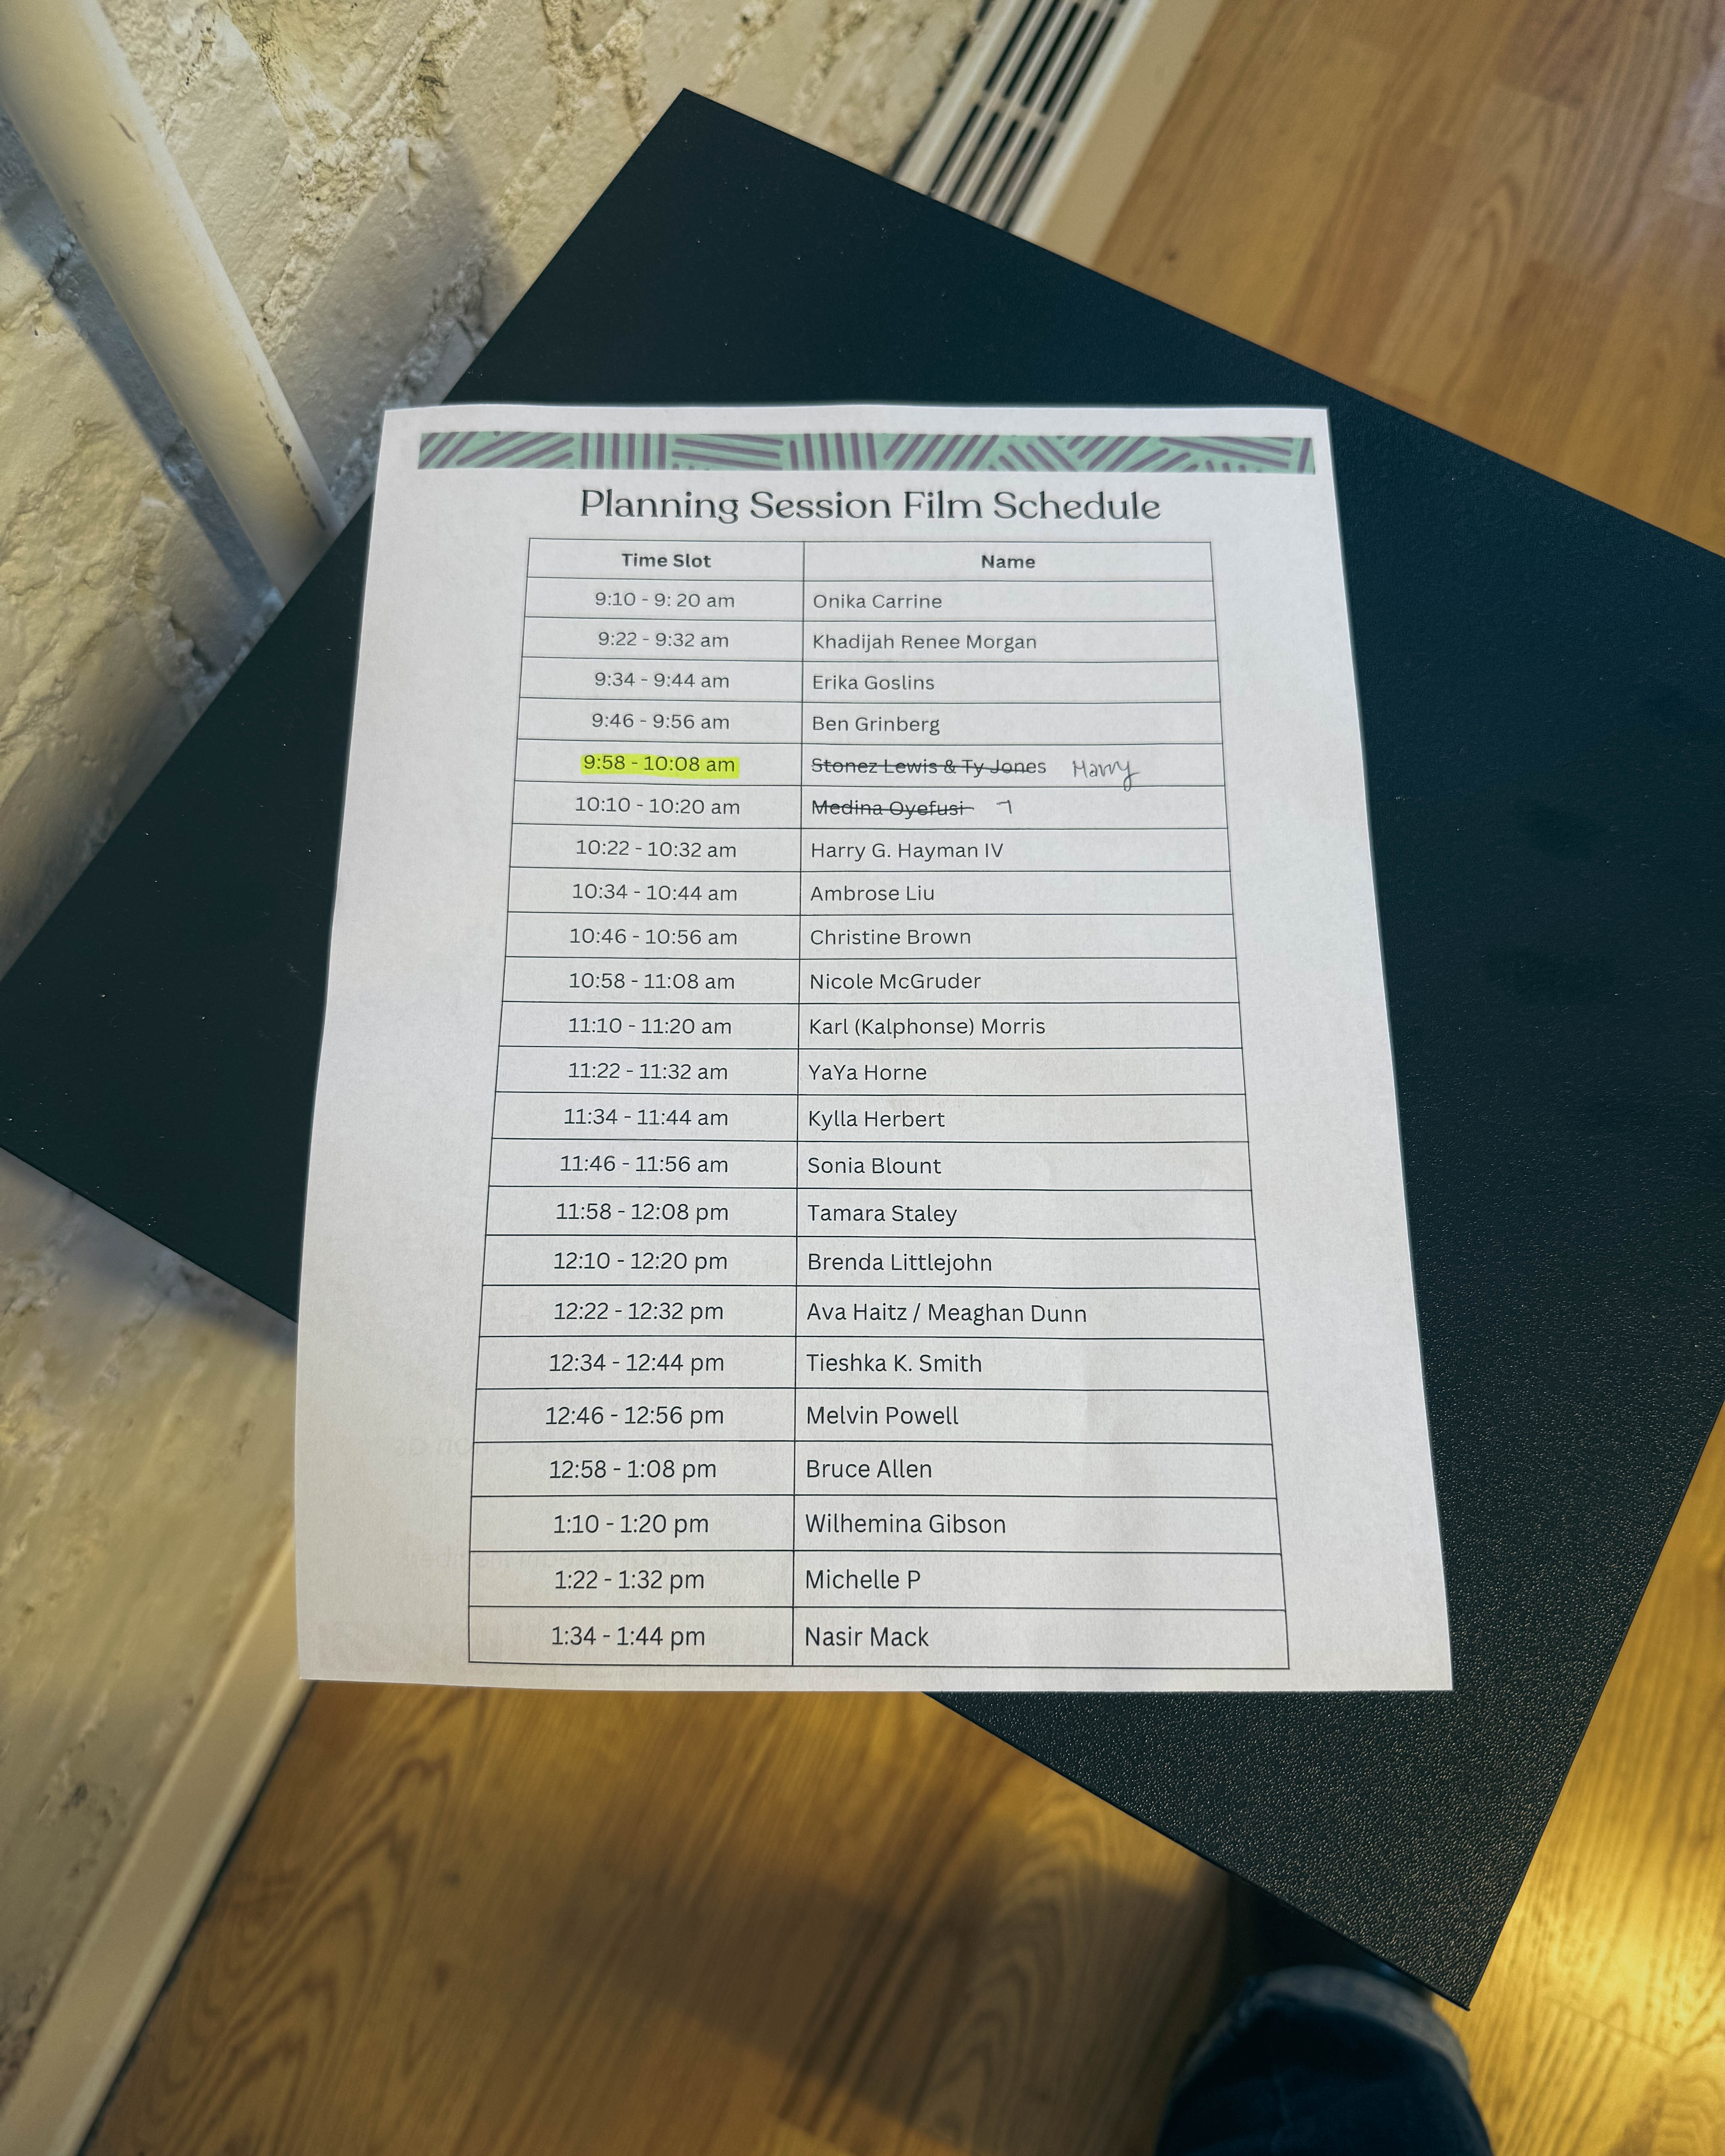 Planning Session Film Schedule
Time Slot Name
9:10 - 9: 20 am Onika Carrine
9:22 - 9:32 am Khadijah Renee Morgan
9:34 - 9:44 am Erika Goslins
9:46 - 9:56 am Ben Grinberg
9:58 - 10:08 am Stonez Lewis & Ty Jones
10:10 - 10:20 am Medina Oyefusi
10:22 - 10:32 am Harry G. Hayman IV
10:34 - 10:44 am Ambrose Liu
10:46 - 10:56 am Christine Brown
10:58 - 11:08 am Nicole McGruder
11:10 - 11:20 am Karl (Kalphonse) Morris
11:22 - 11:32 am YaYa Horne
11:34 - 11:44 am Kylla Herbert
11:46 - 11:56 am Sonia Blount
11:58 - 12:08 pm Tamara Staley
12:10 - 12:20 pm Brenda Littlejohn
12:22 - 12:32 pm Ava Haitz / Meaghan Dunn
12:34 - 12:44 pm Tieshka K. Smith
12:46 - 12:56 pm Melvin Powell
12:58 - 1:08 pm Bruce Allen
1:10 - 1:20 pm Wilhemina Gibson
1:22 - 1:32 pm Michelle P
1:34 - 1:44 pm Nasir Mack